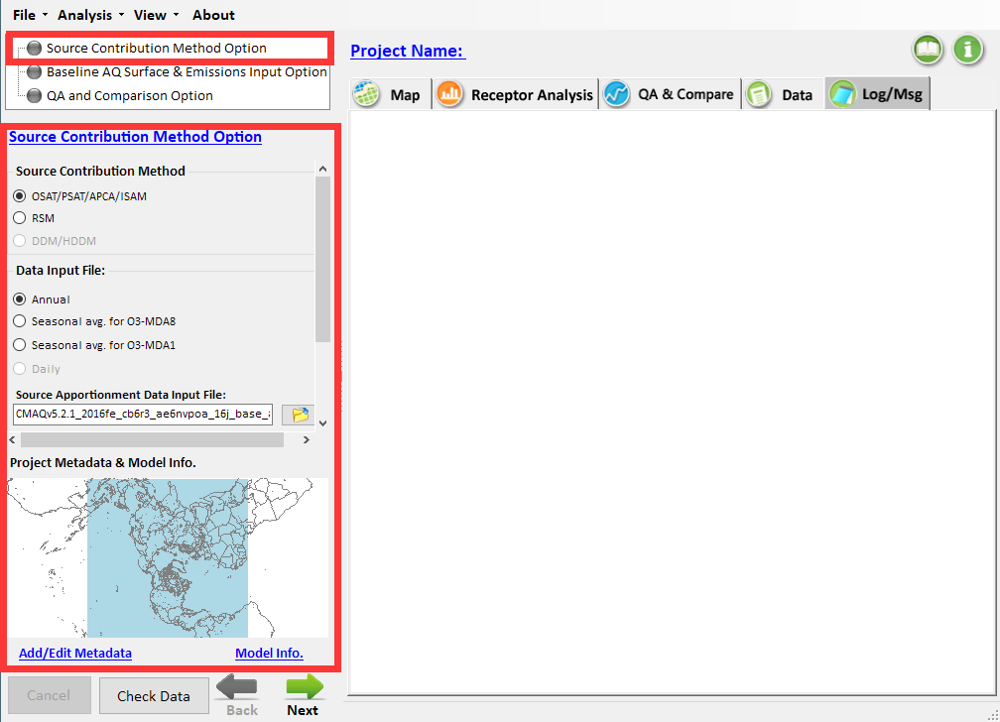 File Analysis View About
Source Contribution Method Option
Baseline AQ Surface & Emissions Input Option
QA and Comparison Option
Source Contribution Method Option
Source Contribution Method
OSAT/PSAT/APCA/ISAM
RSM
DDM/HDDM
Data Input File:
Annual
Seasonal avg. for O3-MDA8
Seasonal avg. for O3-MDA1
Daily
Source Apportionment Data Input File:
CMAQv5.2.1_2016fe_cb6r3_ae6nvpoa_16j_base_
Project Metadata & Model Info.
Add/Edit Metadata Model Info.
Cancel Check Data Back Next
Project Name:
Map Receptor Analysis QA & Compare Data Log/Msg